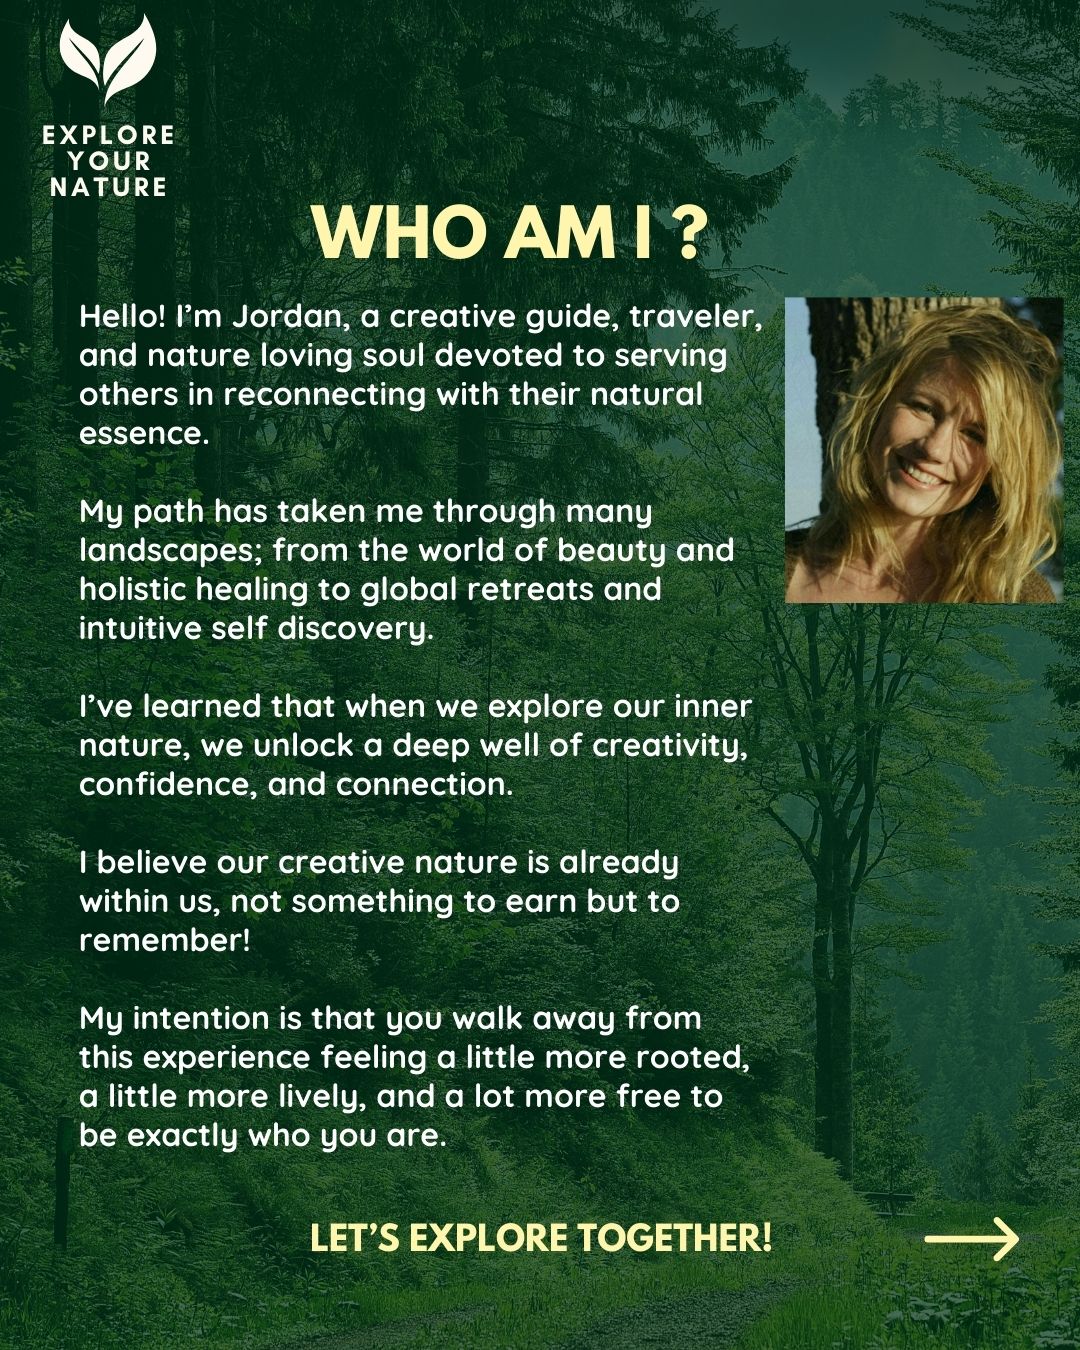 EXPLORE
YOUR
NATURE
WHO AM I ?
Hello! I’m Jordan, a creative guide, traveler,
and nature loving soul devoted to serving
others in reconnecting with their natural
essence.
My path has taken me through many
landscapes; from the world of beauty and
holistic healing to global retreats and
intuitive self discovery.
I’ve learned that when we explore our inner
nature, we unlock a deep well of creativity,
confidence, and connection.
I believe our creative nature is already
within us, not something to earn but to
remember!
My intention is that you walk away from
this experience feeling a little more rooted,
a little more lively, and a lot more free to
be exactly who you are.
LET’S EXPLORE TOGETHER!